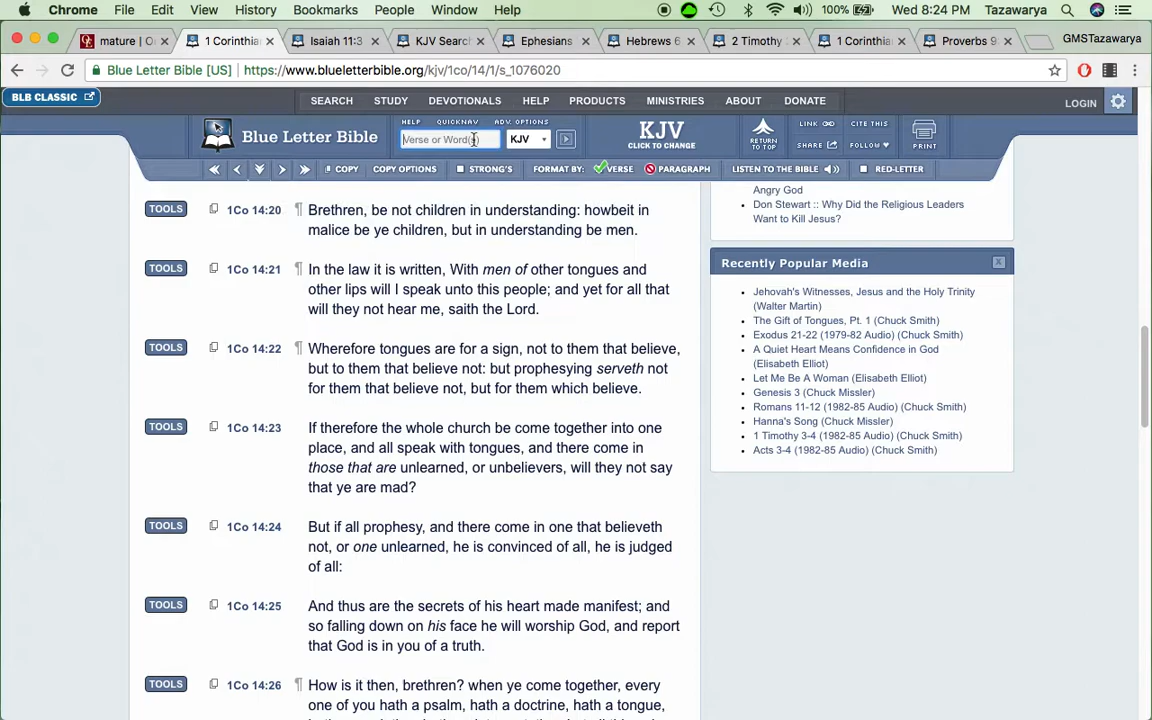 Chrome File Edit View History Bookmarks People Window Help 100% Wed 8:24 PM Tazawarya
mature | O 1 Corinthia Isaiah 11:3 KJV Searc Ephesians Hebrews 6 2 Timothy 1 Corinthia Proverbs 9 GMSTazawarya
Blue Letter Bible [US] https://www.blueletterbible.org/kjv/1co/14/1/s_1076020
BLB CLASSIC
SEARCH STUDY DEVOTIONALS HELP PRODUCTS MINISTRIES ABOUT DONATE LOGIN
HELP QUICKNAV ADV. OPTIONS
Blue Letter Bible
Verse or Word(s) KJV
KJV
CLICK TO CHANGE
RETURN
TO TOP
LINK CITE THIS
SHARE FOLLOW
PRINT
COPY COPY OPTIONS STRONG'S FORMAT BY: VERSE PARAGRAPH LISTEN TO THE BIBLE RED-LETTER
TOOLS 1Co 14:20 ¶ Brethren, be not children in understanding: howbeit in
malice be ye children, but in understanding be men.
TOOLS 1Co 14:21 ¶ In the law it is written, With men of other tongues and
other lips will I speak unto this people; and yet for all that
will they not hear me, saith the Lord.
TOOLS 1Co 14:22 ¶ Wherefore tongues are for a sign, not to them that believe,
but to them that believe not: but prophesying serveth not
for them that believe not, but for them which believe.
TOOLS 1Co 14:23 If therefore the whole church be come together into one
place, and all speak with tongues, and there come in
those that are unlearned, or unbelievers, will they not say
that ye are mad?
TOOLS 1Co 14:24 But if all prophesy, and there come in one that believeth
not, or one unlearned, he is convinced of all, he is judged
of all:
TOOLS 1Co 14:25 And thus are the secrets of his heart made manifest; and
so falling down on his face he will worship God, and report
that God is in you of a truth.
TOOLS 1Co 14:26 ¶ How is it then, brethren? when ye come together, every
one of you hath a psalm, hath a doctrine, hath a tongue,
Angry God
Don Stewart :: Why Did the Religious Leaders
Want to Kill Jesus?
Recently Popular Media
Jehovah's Witnesses, Jesus and the Holy Trinity
(Walter Martin)
The Gift of Tongues, Pt. 1 (Chuck Smith)
Exodus 21-22 (1979-82 Audio) (Chuck Smith)
A Quiet Heart Means Confidence in God
(Elisabeth Elliot)
Let Me Be A Woman (Elisabeth Elliot)
Genesis 3 (Chuck Missler)
Romans 11-12 (1982-85 Audio) (Chuck Smith)
Hanna's Song (Chuck Missler)
1 Timothy 3-4 (1982-85 Audio) (Chuck Smith)
Acts 3-4 (1982-85 Audio) (Chuck Smith)